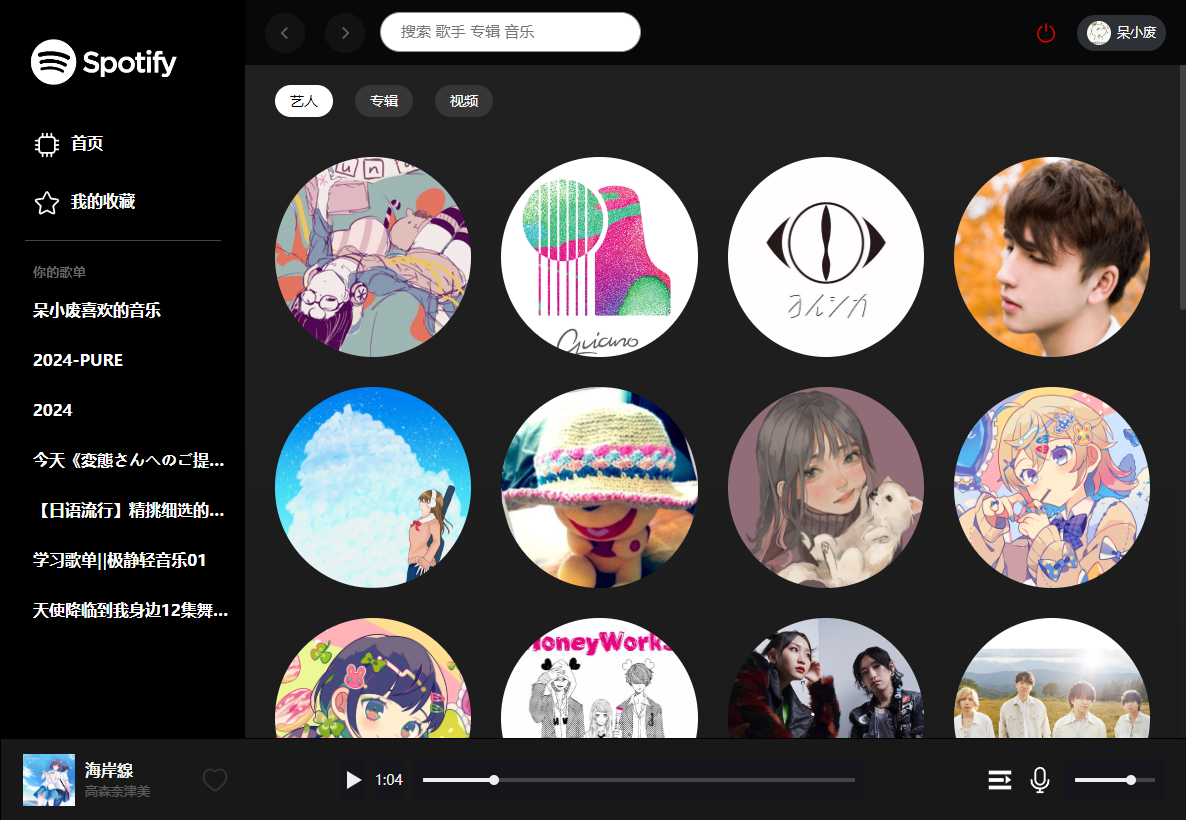 Spotify
首页
我的收藏
你的歌单
呆小废喜欢的音乐
2024-PURE
2024
今天《変態さんへのご提...
【日语流行】精挑细选的...
学习歌单||极静轻音乐01
天使降临到我身边12集舞...
搜索 歌手 专辑 音乐
呆小废
艺人
专辑
视频
Guiano
ヨルシカ
HoneyWorks
海岸線
高森奈津美
1:04